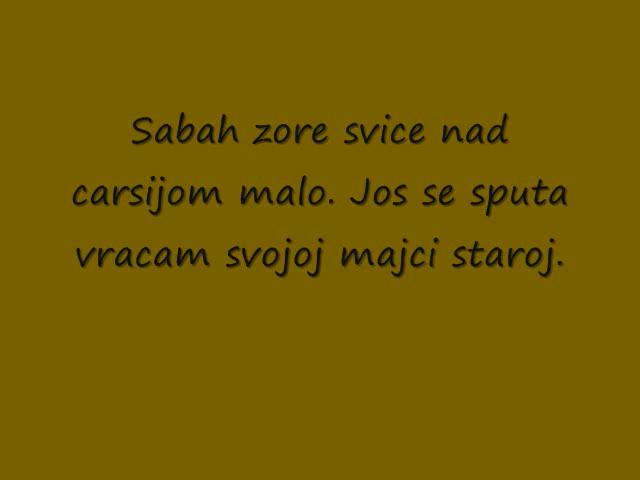 Sabah zore svice nad
carsijom malo. Jos se sputa
vracam svojoj majci staroj.